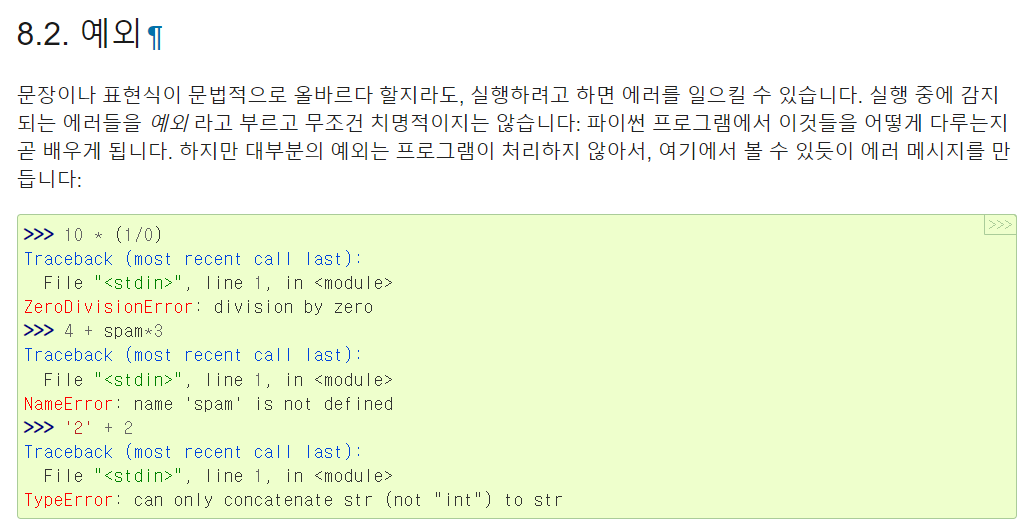 8.2. 예외¶
문장이나 표현식이 문법적으로 올바르다 할지라도, 실행하려고 하면 에러를 일으킬 수 있습니다. 실행 중에 감지
되는 에러들을 예외 라고 부르고 무조건 치명적이지는 않습니다: 파이썬 프로그램에서 이것들을 어떻게 다루는지
곧 배우게 됩니다. 하지만 대부분의 예외는 프로그램이 처리하지 않아서, 여기에서 볼 수 있듯이 에러 메시지를 만
듭니다:
>>>
>>> 10 * (1/0)
Traceback (most recent call last):
  File "<stdin>", line 1, in <module>
ZeroDivisionError: division by zero
>>> 4 + spam*3
Traceback (most recent call last):
  File "<stdin>", line 1, in <module>
NameError: name 'spam' is not defined
>>> '2' + 2
Traceback (most recent call last):
  File "<stdin>", line 1, in <module>
TypeError: can only concatenate str (not "int") to str